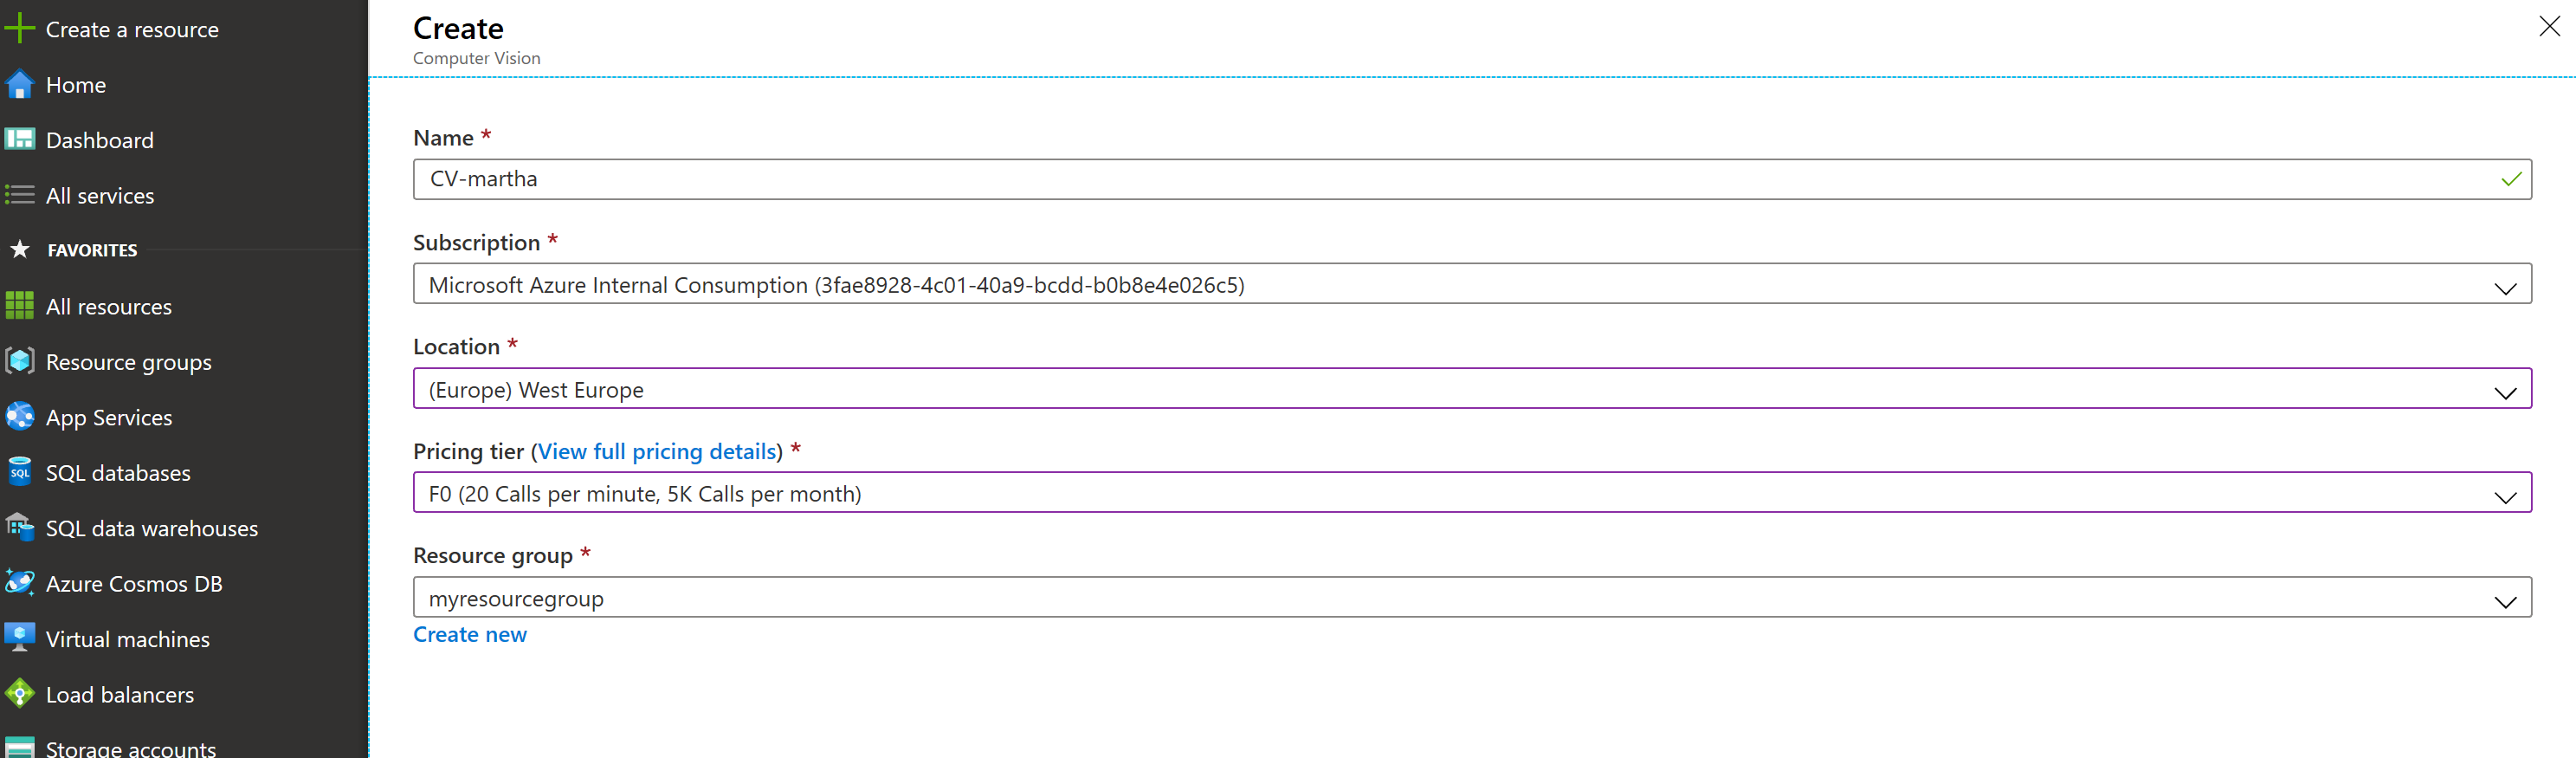 Create a resource
Home
Dashboard
All services
FAVORITES
All resources
Resource groups
App Services
SQL
SQL databases
SQL data warehouses
Azure Cosmos DB
Virtual machines
Load balancers
Storage accounts
Create
Computer Vision
Name *
CV-martha
Subscription *
Microsoft Azure Internal Consumption (3fae8928-4c01-40a9-bcdd-b0b8e4e026c5)
Location *
(Europe) West Europe
Pricing tier (View full pricing details) *
F0 (20 Calls per minute, 5K Calls per month)
Resource group *
myresourcegroup
Create new